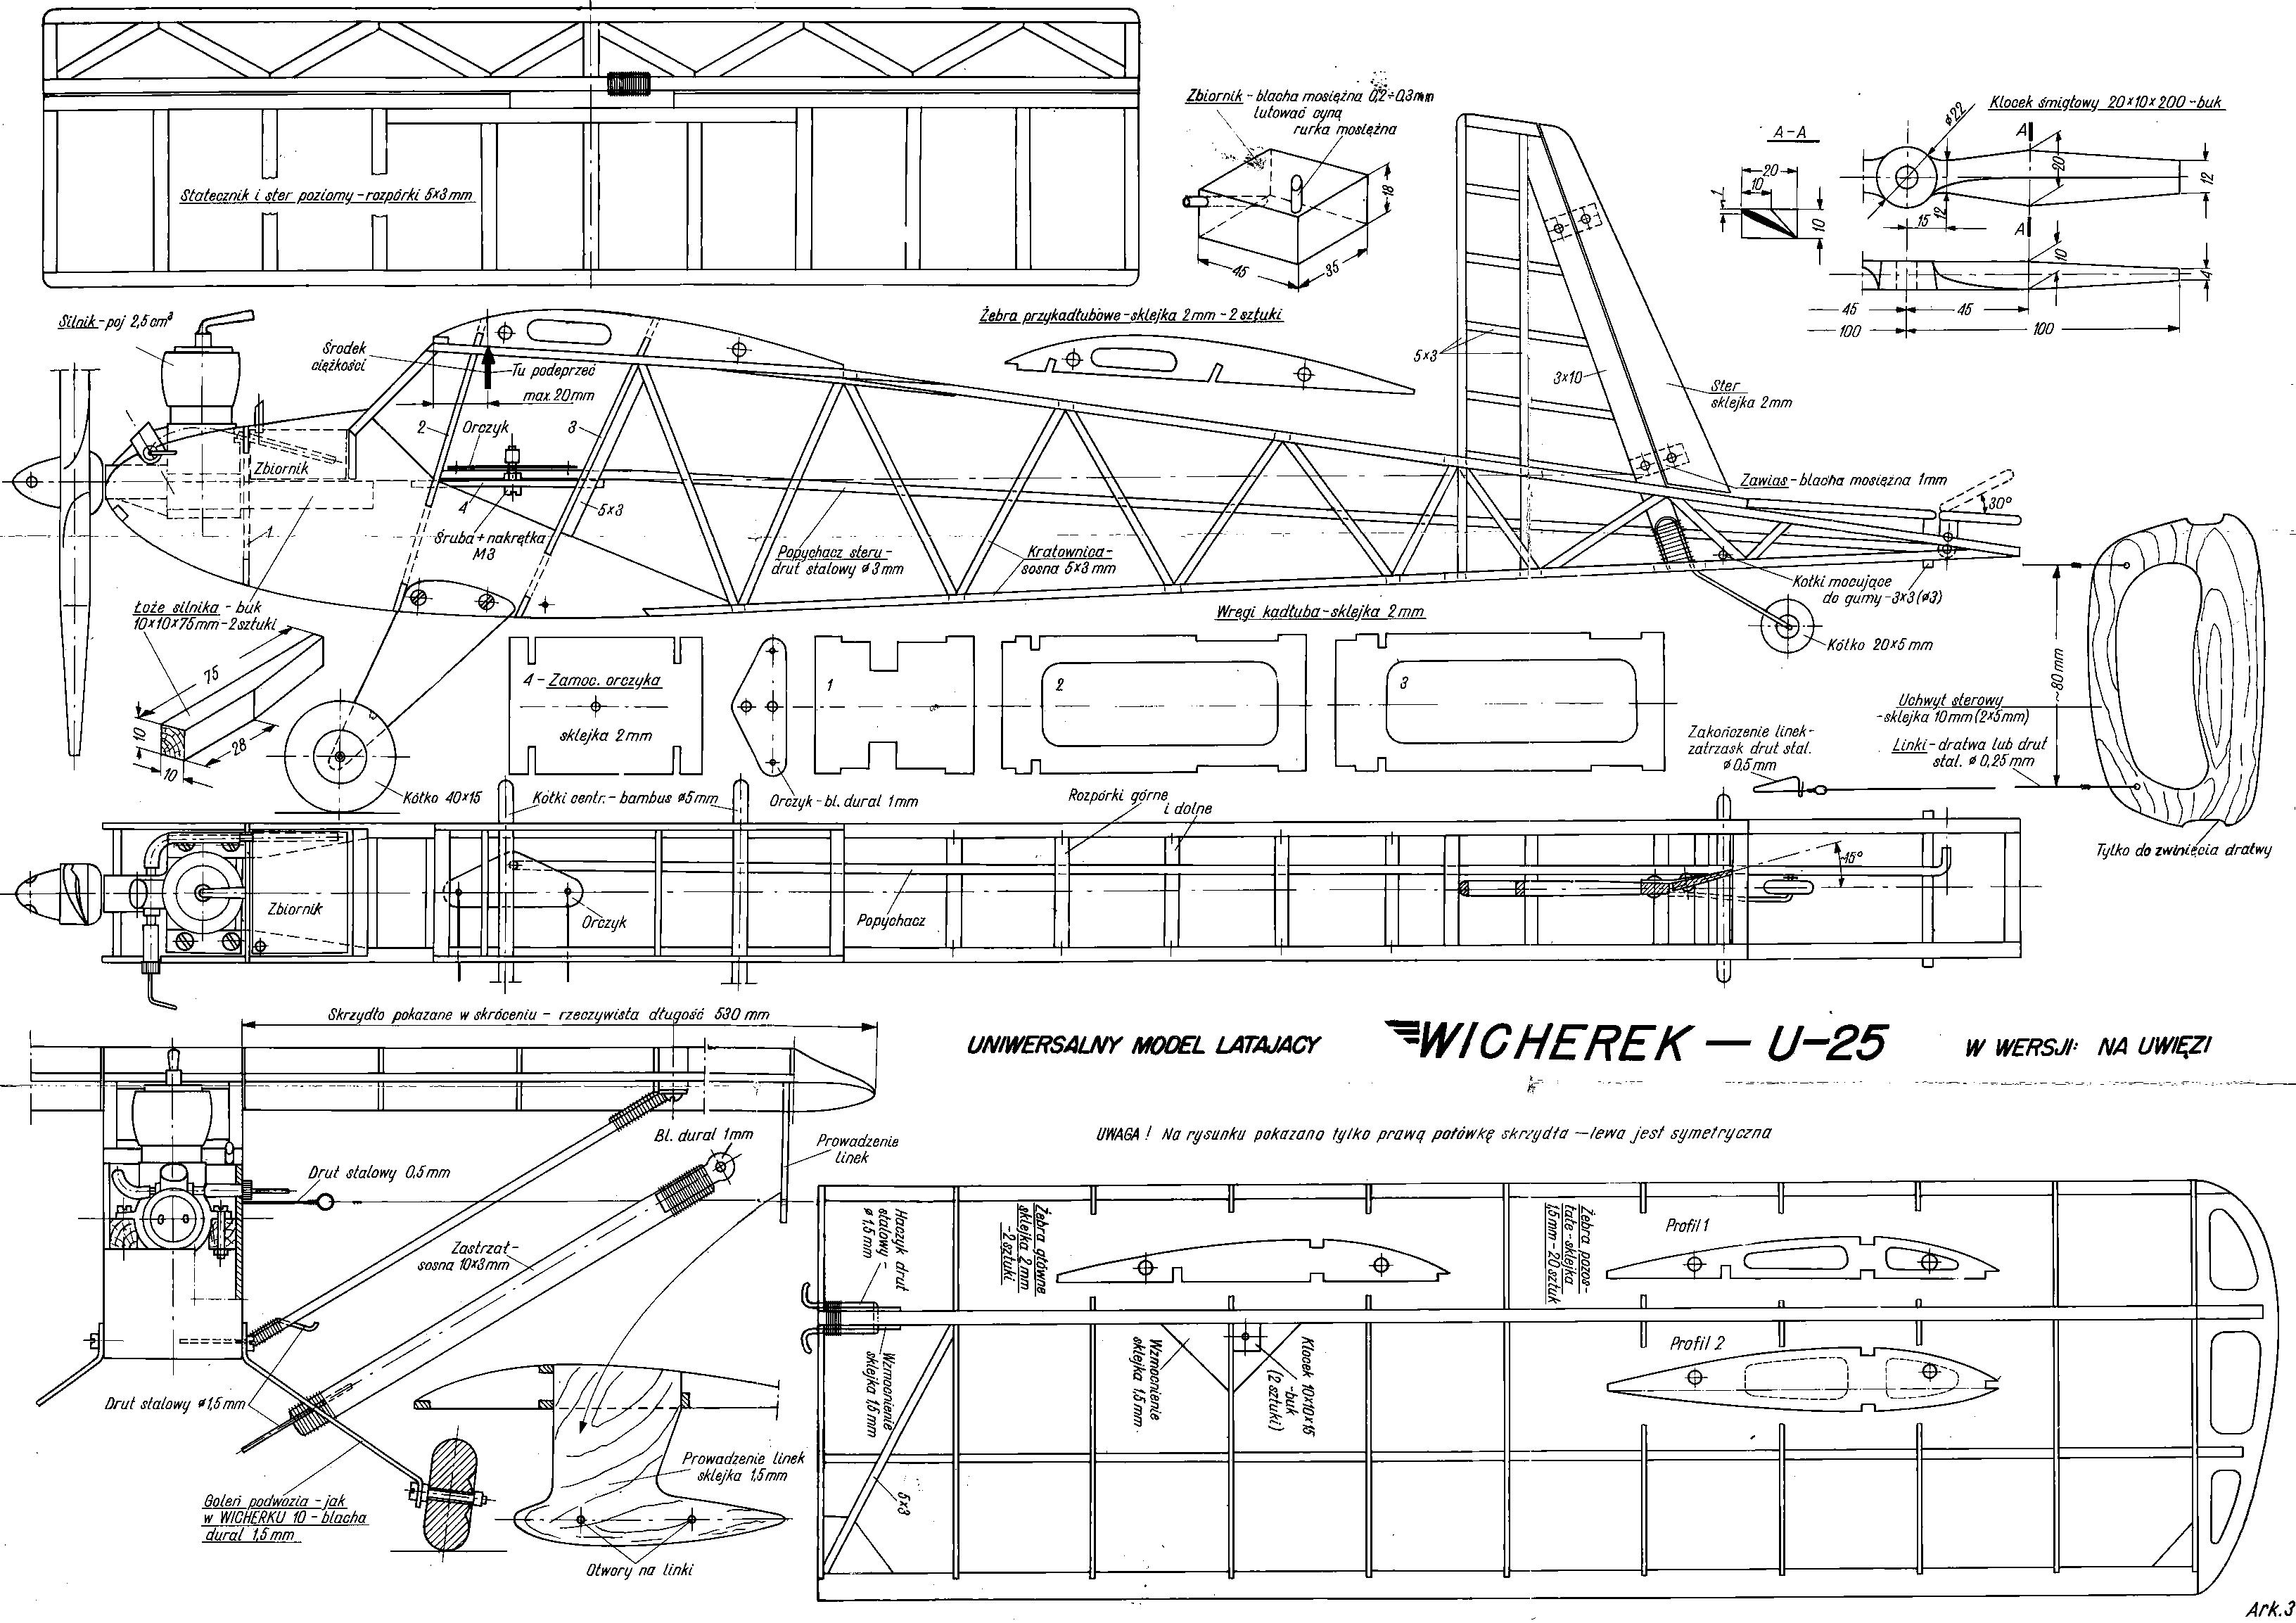 Statecznik i ster poziomy – rozpórki 5×3 mm
Zbiornik – blacha mosiężna 0,2÷0,3mm
lutować cyną
rurka mosiężna
18
45
35
A-A
20
10
1
10
Klocek śmigłowy 20×10×200 – buk
ø22
A
20
12
15
12
A
10
4
45
45
100
100
Silnik – poj 2,5 cm³
Środek
ciężkości
Tu podeprzeć
max. 20mm
2
Orczyk
3
Zbiornik
1
4
5×3
Śruba + nakrętka
M3
Żebra przykadłubowe – sklejka 2 mm – 2 sztuki
5×3
3×10
Ster
sklejka 2mm
Zawias – blacha mosiężna 1mm
30°
Popychacz steru –
drut stalowy ø 3 mm
Kratownica –
sosna 5×3 mm
Kołki mocujące
do gumy – 3×3 (ø3)
Kółko 20×5 mm
Łoże silnika – buk
10×10×75mm – 2 sztuki
75
10
10
28
Kółko 40×15
Wręgi kadłuba – sklejka 2 mm
4 – Zamoc. orczyka
sklejka 2mm
1
2
3
Orczyk – bl. dural 1mm
Kołki centr. – bambus ø5mm
~80 mm
Uchwyt sterowy
- sklejka 10 mm (2×5mm)
Zakończenie linek-
zatrzask drut stal.
ø 0,5 mm
Linki – dratwa lub drut
stal. ø 0,25 mm
Tylko do zwinięcia dratwy
Rozpórki górne
i dolne
Zbiornik
Orczyk
Popychacz
~15°
Skrzydło pokazane w skróceniu – rzeczywista długość 530 mm
UNIWERSALNY MODEL LATAJACY
WICHEREK — U-25
W WERSJI: NA UWIĘZI
UWAGA! Na rysunku pokazano tylko prawą połówkę skrzydła – lewa jest symetryczna
Bl. dural 1mm
Prowadzenie
linek
Drut stalowy 0,5 mm
Zastrzał –
sosna 10×3 mm
Drut stalowy ø 1,5 mm
Goleń podwozia – jak
w WICHERKU 10 – blacha
dural 1,5 mm
Prowadzenie linek
sklejka 1,5 mm
Otwory na linki
Haczyk drut
stalowy –
ø 1,5 mm
Żebra główne
sklejka 2 mm
– 2 sztuki
Żebra pozos-
tałe – sklejka
1,5 mm – 20 sztuk
Profil 1
Profil 2
Wzmocnienie
sklejka 1,5 mm
Wzmocnienie
sklejka 1,5 mm
Klocek 10×10×15
-buk
(2 sztuki)
5×3
Ark.3